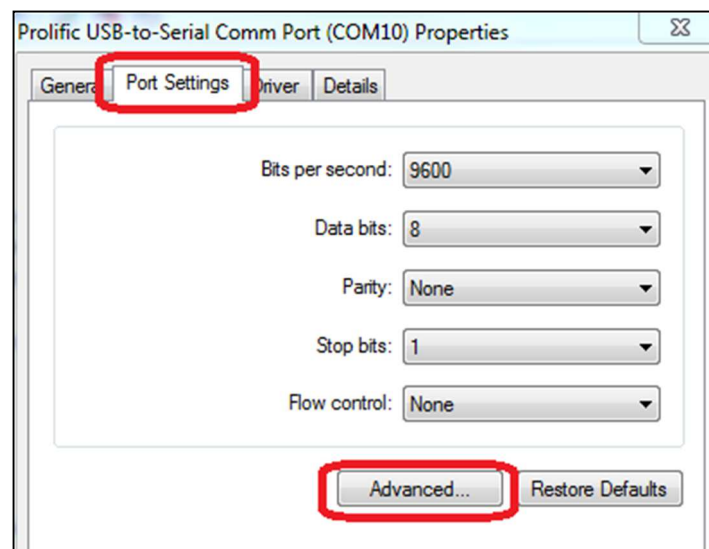 Prolific USB-to-Serial Comm Port (COM10) Properties
Genera Port Settings Driver Details
Bits per second: 9600
Data bits: 8
Parity: None
Stop bits: 1
Flow control: None
Advanced... Restore Defaults